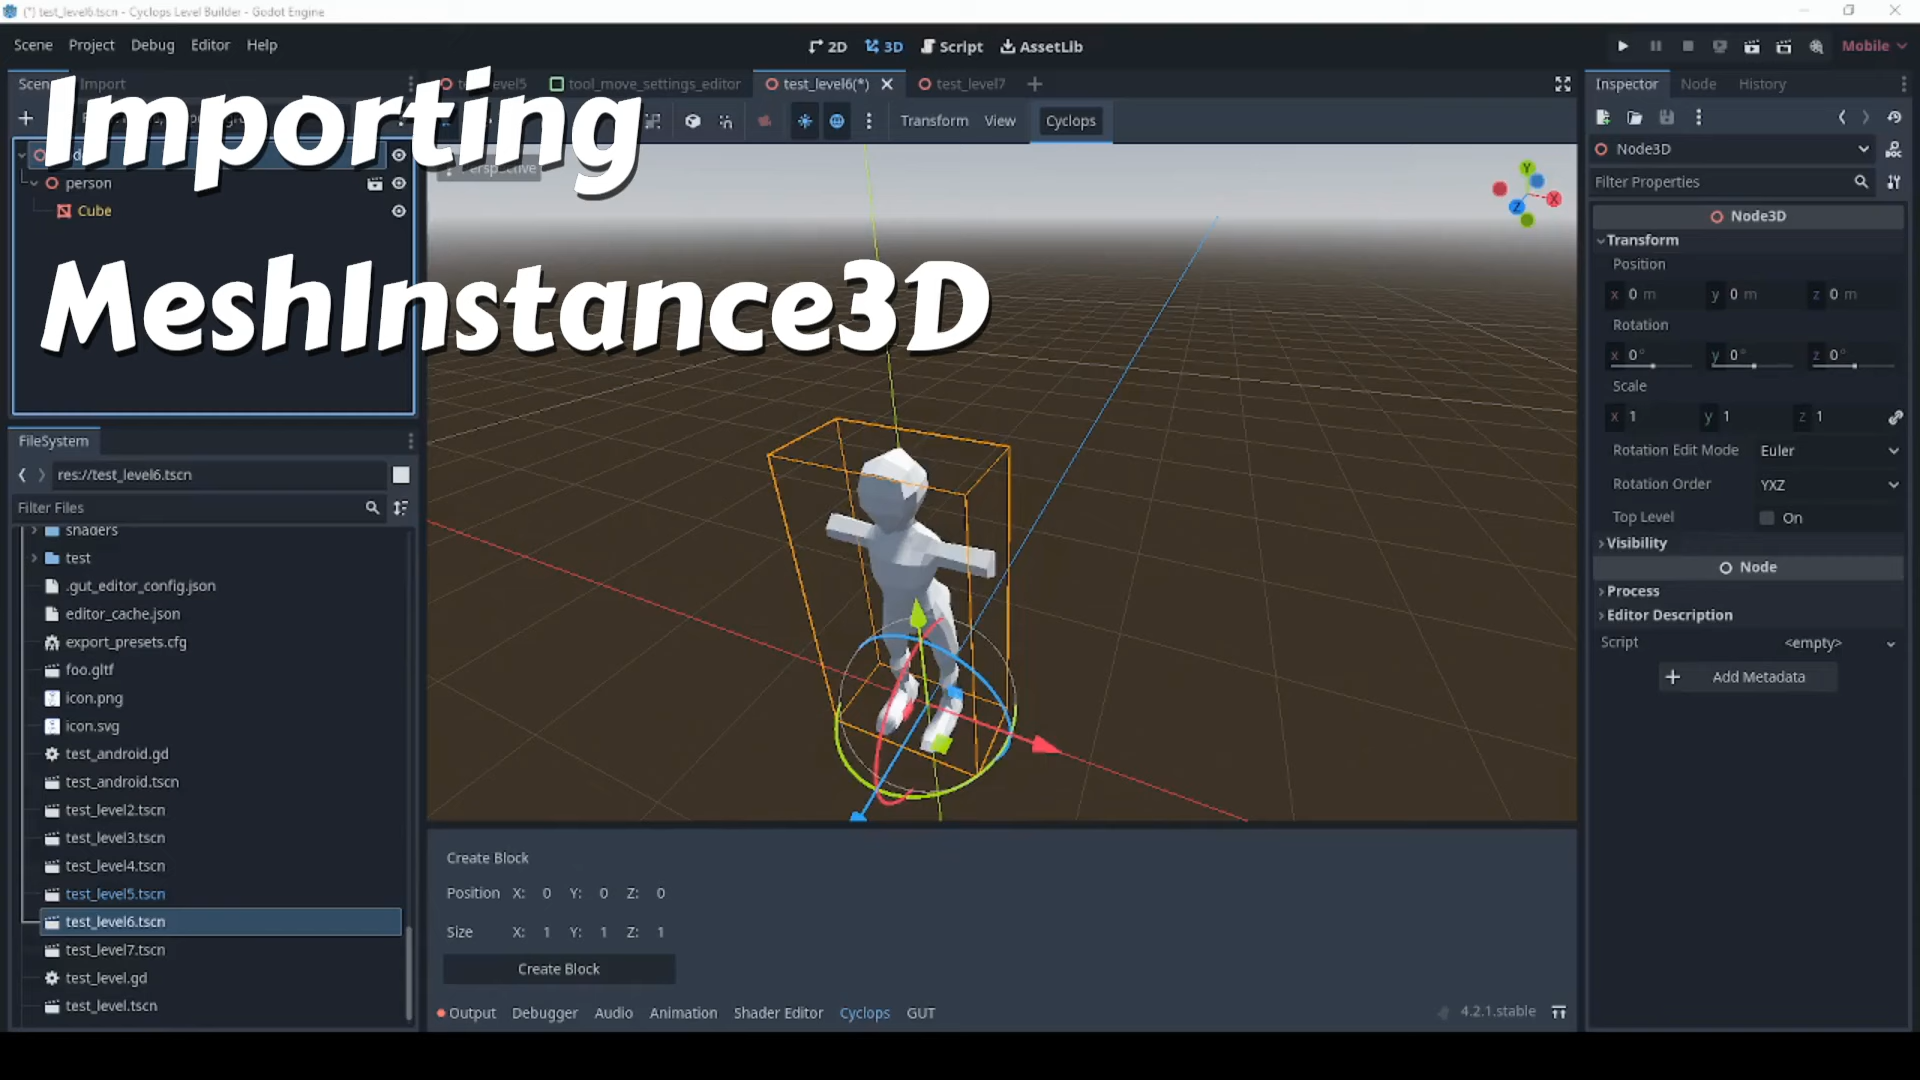 (*) test_level6.tscn - Cyclops Level Builder - Godot Engine
Scene Project Debug Editor Help
2D 3D Script AssetLib
Mobile
Importing
MeshInstance3D
Import
tool_move_settings_editor
test_level6(*)
test_level7
Inspector Node History
Transform View Cyclops
Perspective
person
Cube
Node3D
Filter Properties
Node3D
Transform
Position
x 0 m y 0 m z 0 m
Rotation
x 0° y 0° z 0°
Scale
x 1 y 1 z 1
Rotation Edit Mode Euler
Rotation Order YXZ
Top Level On
Visibility
Node
Process
Editor Description
Script <empty>
Add Metadata
Y
X
Z
FileSystem
res://test_level6.tscn
Filter Files
shaders
test
.gut_editor_config.json
editor_cache.json
export_presets.cfg
foo.gltf
icon.png
icon.svg
test_android.gd
test_android.tscn
test_level2.tscn
test_level3.tscn
test_level4.tscn
test_level5.tscn
test_level6.tscn
test_level7.tscn
test_level.gd
test_level.tscn
Create Block
Position X: 0 Y: 0 Z: 0
Size X: 1 Y: 1 Z: 1
Create Block
Output Debugger Audio Animation Shader Editor Cyclops GUT
4.2.1.stable